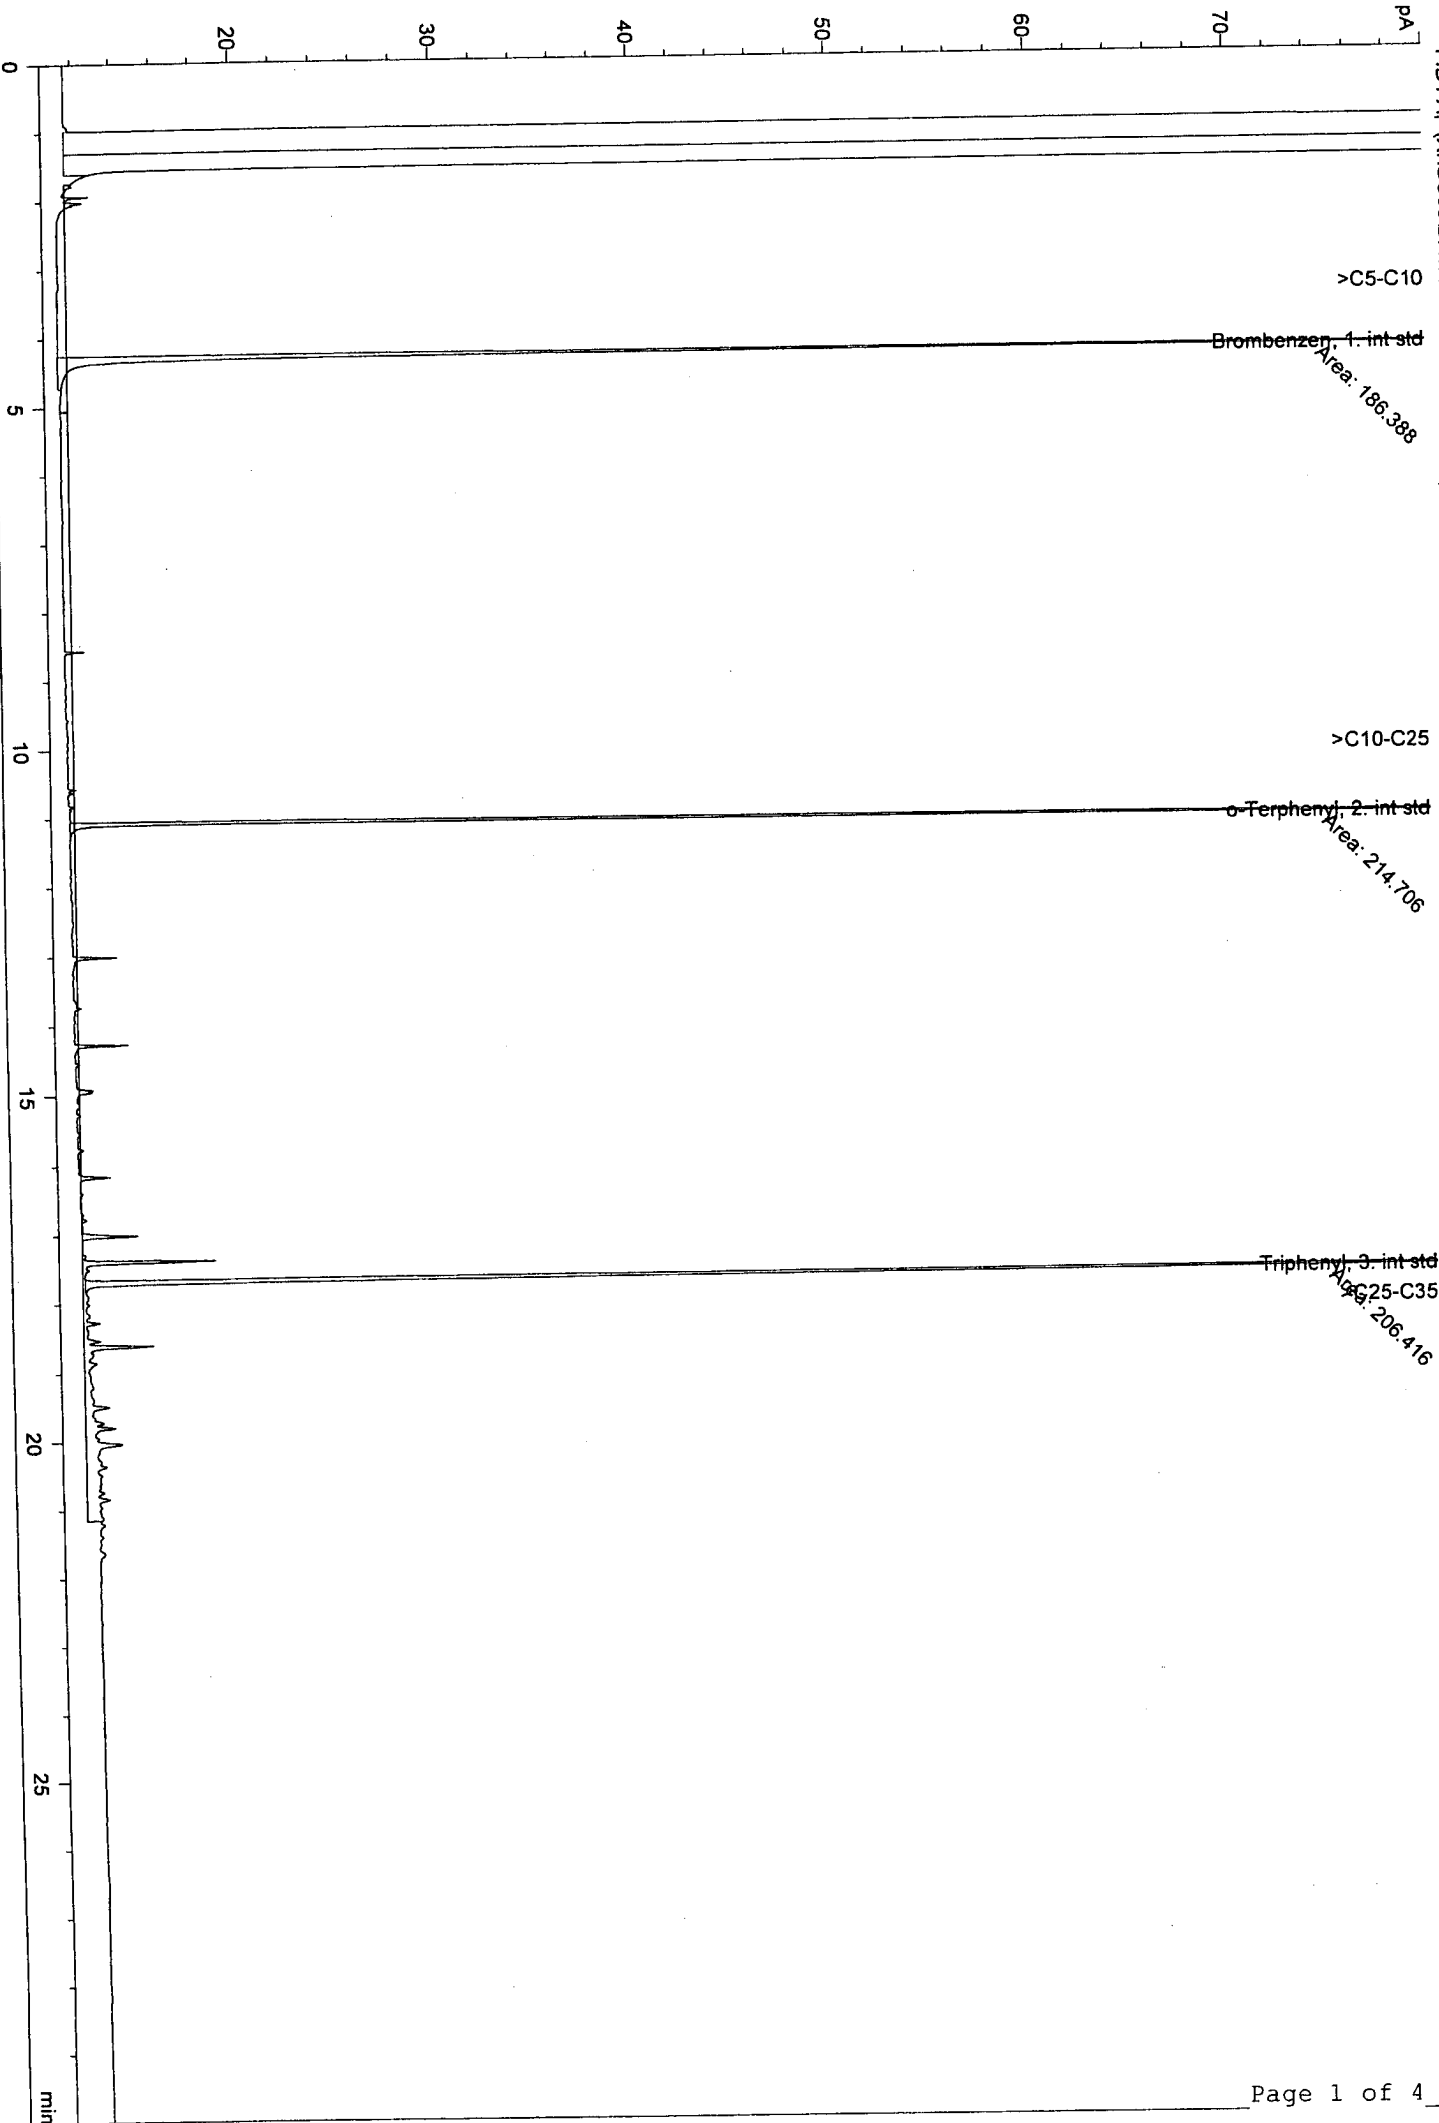 pA
70
60
50
40
30
20
>C5-C10
Brombenzen, 1. int std
Area: 186.388
>C10-C25
o-Terphenyl, 2. int std
Area: 214.706
Triphenyl, 3. int std
>C25-C35
Area: 206.416
0
5
10
15
20
25
min
Page 1 of 4